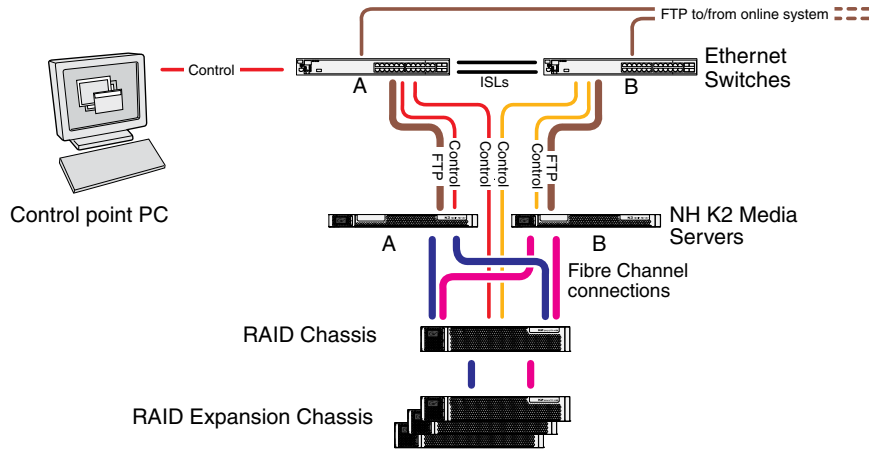 FTP to/from online system
Control
ISLs
Ethernet
Switches
A
B
FTP
Control
Control
Control
Control
FTP
Control point PC
NH K2 Media
Servers
A
B
Fibre Channel
connections
RAID Chassis
RAID Expansion Chassis